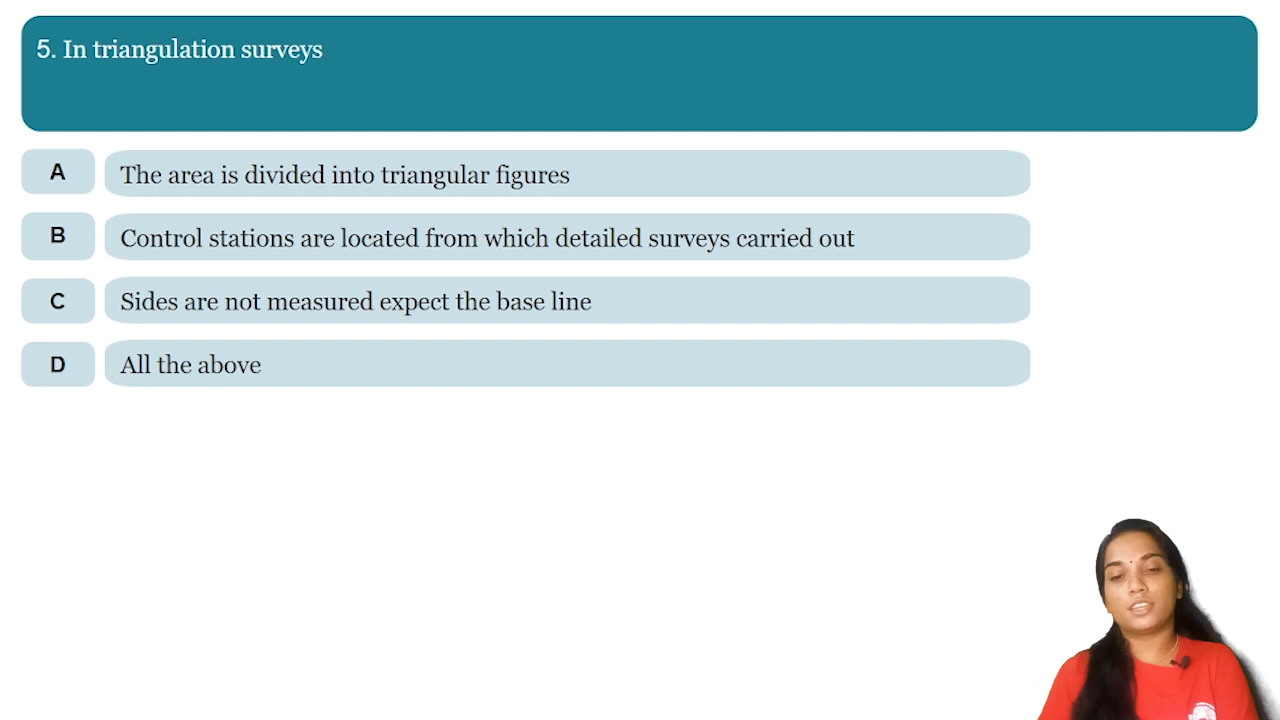 5. In triangulation surveys
A The area is divided into triangular figures
B Control stations are located from which detailed surveys carried out
C Sides are not measured expect the base line
D All the above